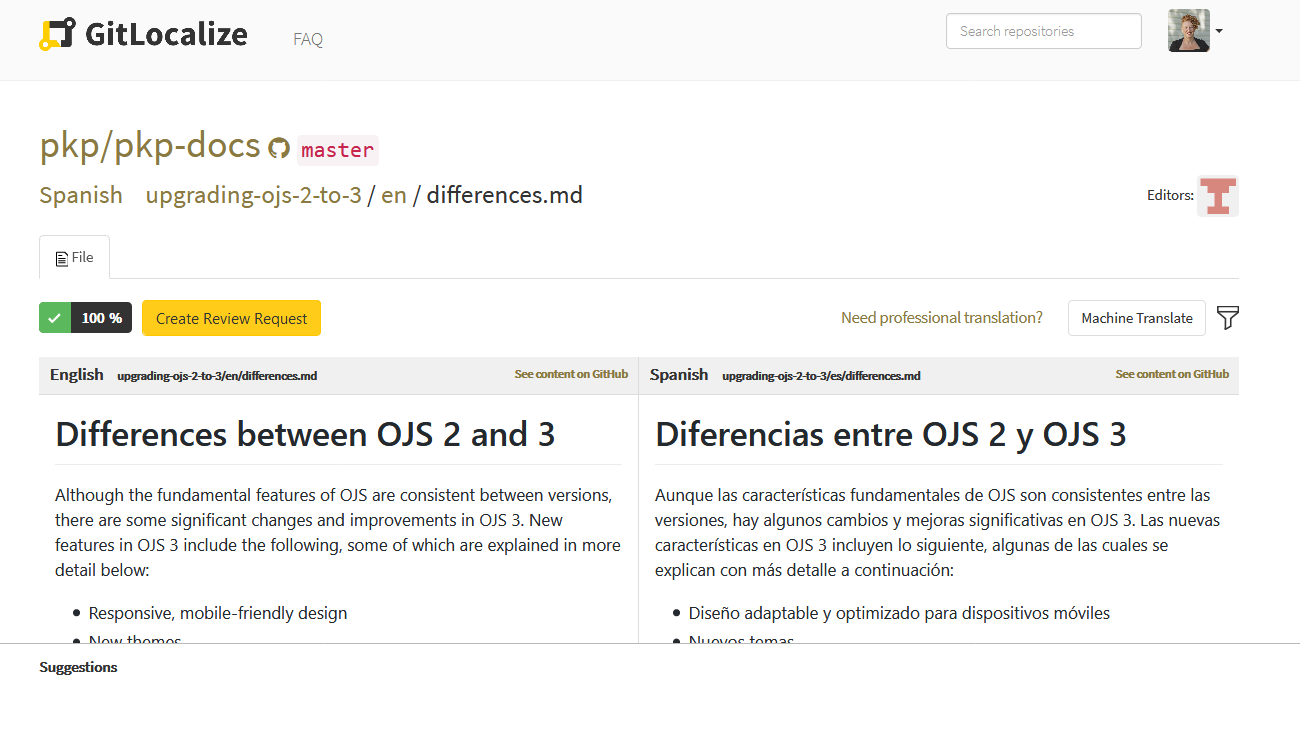 GitLocalize FAQ Search repositories
pkp/pkp-docs master
Spanish upgrading-ojs-2-to-3 / en / differences.md Editors:
File
100 % Create Review Request Need professional translation? Machine Translate
English upgrading-ojs-2-to-3/en/differences.md See content on GitHub
Differences between OJS 2 and 3
Although the fundamental features of OJS are consistent between versions,
there are some significant changes and improvements in OJS 3. New
features in OJS 3 include the following, some of which are explained in more
detail below:
Responsive, mobile-friendly design
New themes
Spanish upgrading-ojs-2-to-3/es/differences.md See content on GitHub
Diferencias entre OJS 2 y OJS 3
Aunque las características fundamentales de OJS son consistentes entre las
versiones, hay algunos cambios y mejoras significativas en OJS 3. Las nuevas
características en OJS 3 incluyen lo siguiente, algunas de las cuales se
explican con más detalle a continuación:
Diseño adaptable y optimizado para dispositivos móviles
Nuevos temas
Suggestions